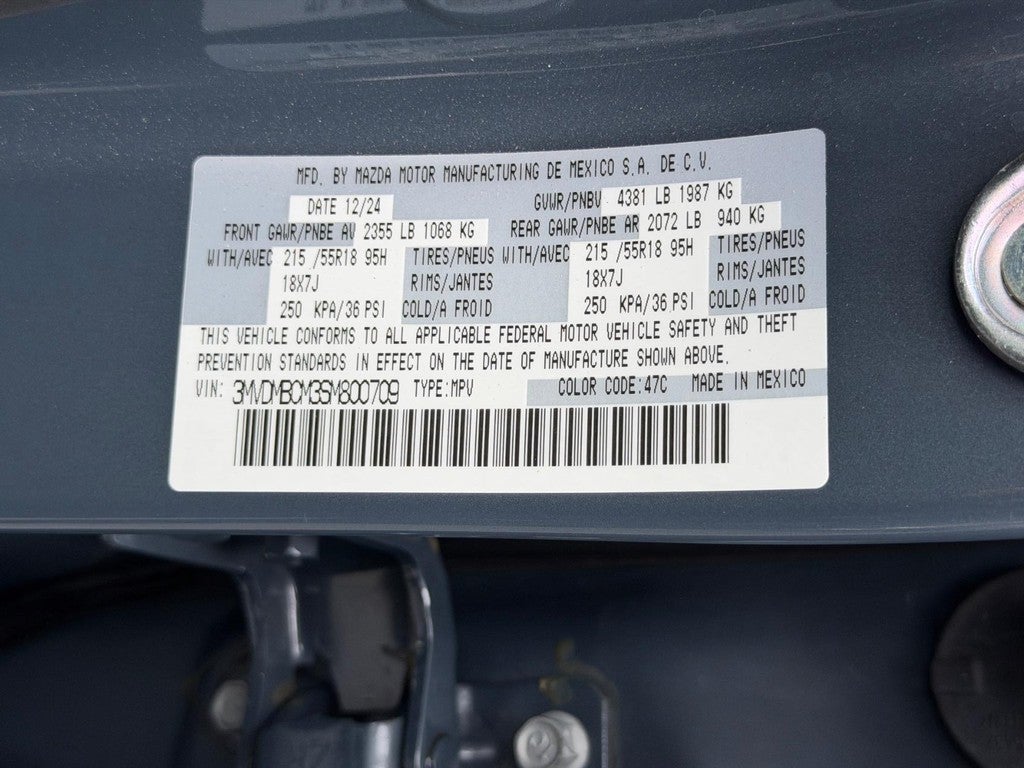 MFD. BY MAZDA MOTOR MANUFACTURING DE MEXICO S.A. DE C.V.
DATE 12/24 GVWR/PNBV 4381 LB 1987 KG
FRONT GAWR/PNBE AV 2355 LB 1068 KG REAR GAWR/PNBE AR 2072 LB 940 KG
WITH/AVEC 215 /55R18 95H TIRES/PNEUS WITH/AVEC 215 /55R18 95H TIRES/PNEUS
18X7J RIMS/JANTES 18X7J RIMS/JANTES
250 KPA/36 PSI COLD/A FROID 250 KPA/36 PSI COLD/A FROID
THIS VEHICLE CONFORMS TO ALL APPLICABLE FEDERAL MOTOR VEHICLE SAFETY AND THEFT
PREVENTION STANDARDS IN EFFECT ON THE DATE OF MANUFACTURE SHOWN ABOVE.
VIN: 3MVDMBCM3SM800709 TYPE:MPV COLOR CODE:47C MADE IN MEXICO